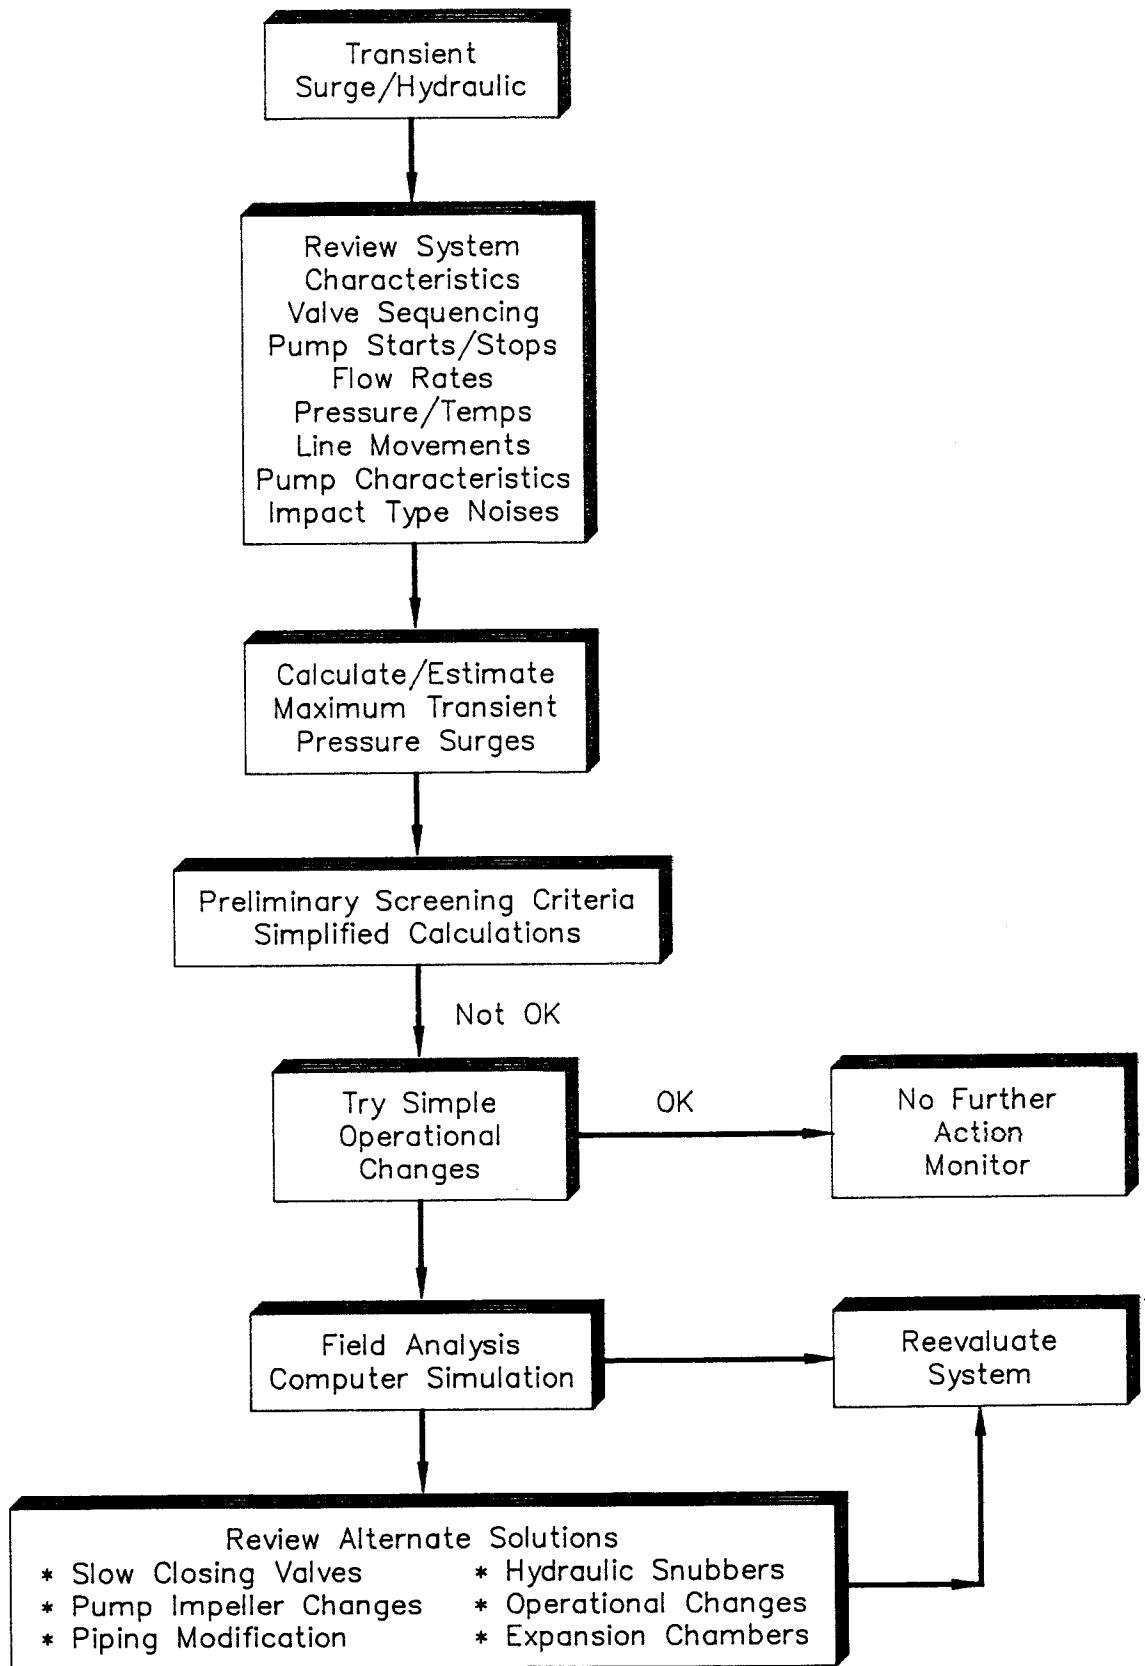 Transient
Surge/Hydraulic
Review System
Characteristics
Valve Sequencing
Pump Starts/Stops
Flow Rates
Pressure/Temps
Line Movements
Pump Characteristics
Impact Type Noises
Calculate/Estimate
Maximum Transient
Pressure Surges
Preliminary Screening Criteria
Simplified Calculations
Not OK
Try Simple
Operational
Changes
OK
No Further
Action
Monitor
Field Analysis
Computer Simulation
Reevaluate
System
Review Alternate Solutions
* Slow Closing Valves
* Pump Impeller Changes
* Piping Modification
* Hydraulic Snubbers
* Operational Changes
* Expansion Chambers